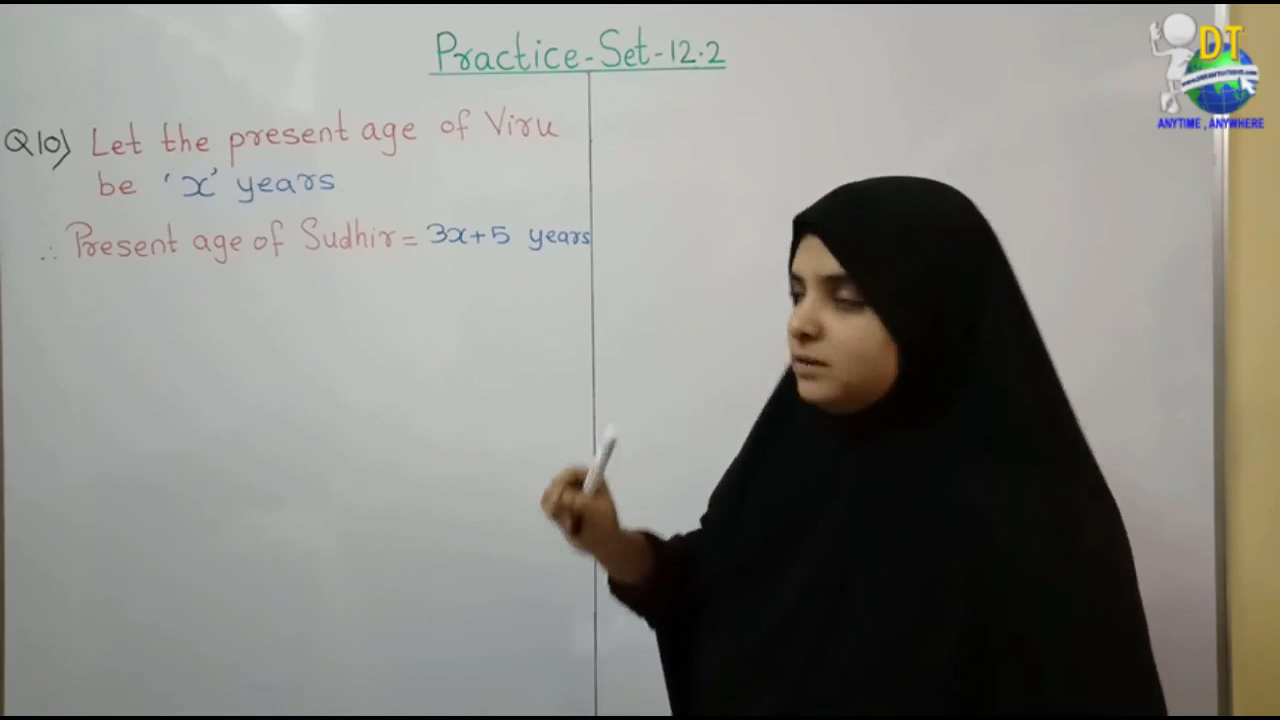 Practice-Set-12.2
Q10) Let the present age of Viru
be 'x' years
∴ Present age of Sudhir = 3x+5 years
DT
ANYTIME , ANYWHERE